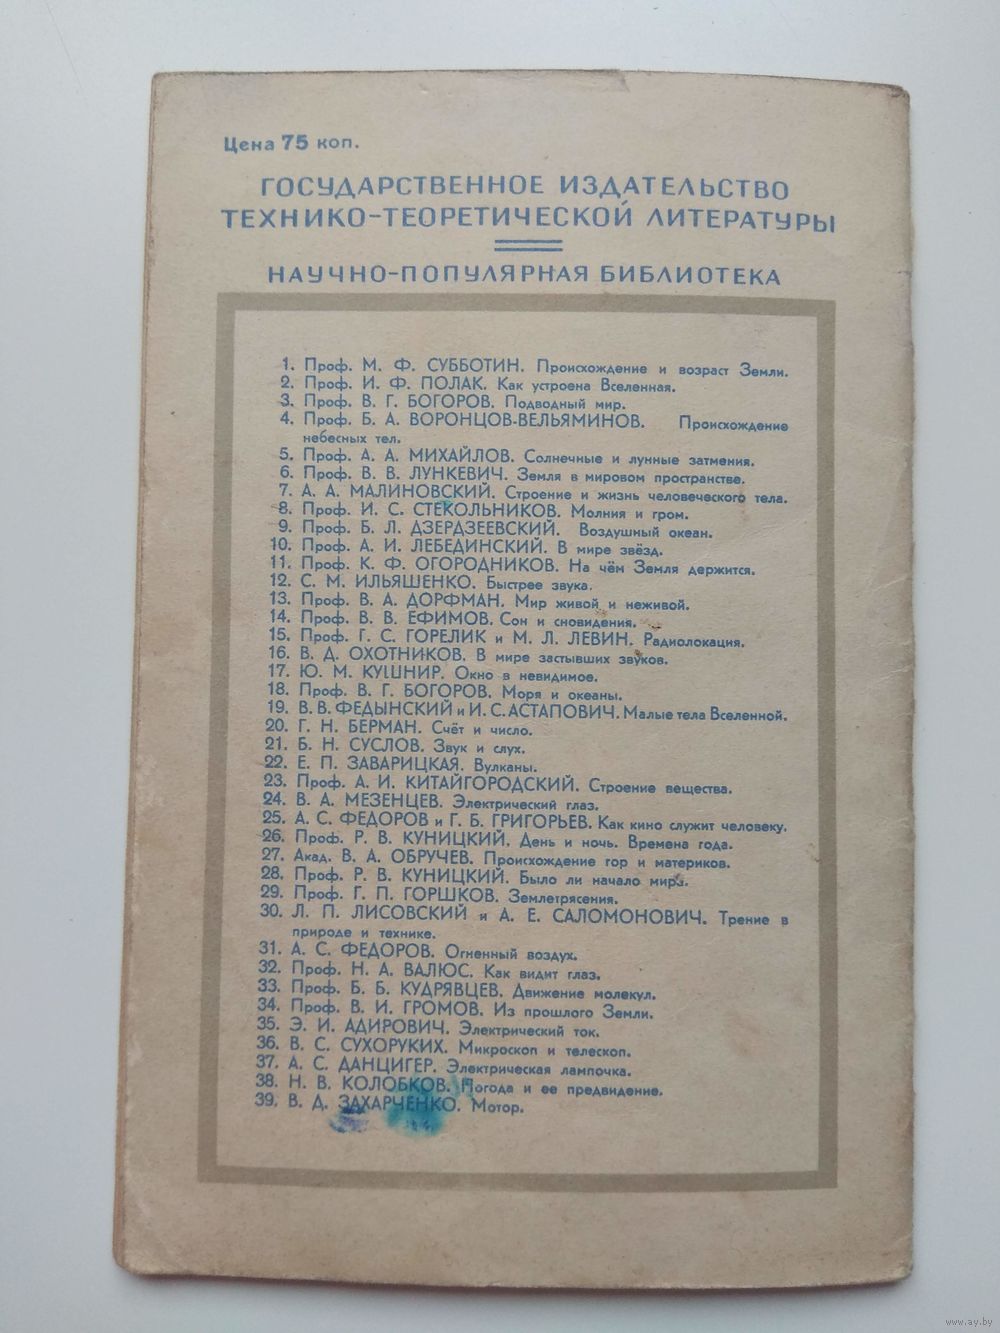 Цена 75 коп.
ГОСУДАРСТВЕННОЕ ИЗДАТЕЛЬСТВО
ТЕХНИКО-ТЕОРЕТИЧЕСКОЙ ЛИТЕРАТУРЫ
НАУЧНО-ПОПУЛЯРНАЯ БИБЛИОТЕКА
1. Проф. М. Ф. СУББОТИН. Происхождение и возраст Земли.
2. Проф. И. Ф. ПОЛАК. Как устроена Вселенная.
3. Проф. В. Г. БОГОРОВ. Подводный мир.
4. Проф. Б. А. ВОРОНЦОВ-ВЕЛЬЯМИНОВ. Происхождение
небесных тел.
5. Проф. А. А. МИХАЙЛОВ. Солнечные и лунные затмения.
6. Проф. В. В. ЛУНКЕВИЧ. Земля в мировом пространстве.
7. А. А. МАЛИНОВСКИЙ. Строение и жизнь человеческого тела.
8. Проф. И. С. СТЕКОЛЬНИКОВ. Молния и гром.
9. Проф. Б. Л. ДЗЕРДЗЕЕВСКИЙ. Воздушный океан.
10. Проф. А. И. ЛЕБЕДИНСКИЙ. В мире звёзд.
11. Проф. К. Ф. ОГОРОДНИКОВ. На чём Земля держится.
12. С. М. ИЛЬЯШЕНКО. Быстрее звука.
13. Проф. В. А. ДОРФМАН. Мир живой и неживой.
14. Проф. В. В. ЕФИМОВ. Сон и сновидения.
15. Проф. Г. С. ГОРЕЛИК и М. Л. ЛЕВИН. Радиолокация.
16. В. Д. ОХОТНИКОВ. В мире застывших звуков.
17. Ю. М. КУШНИР. Окно в невидимое.
18. Проф. В. Г. БОГОРОВ. Моря и океаны.
19. В. В. ФЕДЫНСКИЙ и И. С. АСТАПОВИЧ. Малые тела Вселенной.
20. Г. Н. БЕРМАН. Счёт и число.
21. Б. Н. СУСЛОВ. Звук и слух.
22. Е. П. ЗАВАРИЦКАЯ. Вулканы.
23. Проф. А. И. КИТАЙГОРОДСКИЙ. Строение вещества.
24. В. А. МЕЗЕНЦЕВ. Электрический глаз.
25. А. С. ФЕДОРОВ и Г. Б. ГРИГОРЬЕВ. Как кино служит человеку.
26. Проф. Р. В. КУНИЦКИЙ. День и ночь. Времена года.
27. Акад. В. А. ОБРУЧЕВ. Происхождение гор и материков.
28. Проф. Р. В. КУНИЦКИЙ. Было ли начало мира.
29. Проф. Г. П. ГОРШКОВ. Землетрясения.
30. Л. П. ЛИСОВСКИЙ и А. Е. САЛОМОНОВИЧ. Трение в
природе и технике.
31. А. С. ФЕДОРОВ. Огненный воздух.
32. Проф. Н. А. ВАЛЮС. Как видит глаз.
33. Проф. Б. Б. КУДРЯВЦЕВ. Движение молекул.
34. Проф. В. И. ГРОМОВ. Из прошлого Земли.
35. Э. И. АДИРОВИЧ. Электрический ток.
36. В. С. СУХОРУКИХ. Микроскоп и телескоп.
37. А. С. ДАНЦИГЕР. Электрическая лампочка.
38. Н. В. КОЛОБКОВ. Погода и ее предвидение.
39. В. Д. ЗАХАРЧЕНКО. Мотор.
www.ay.by